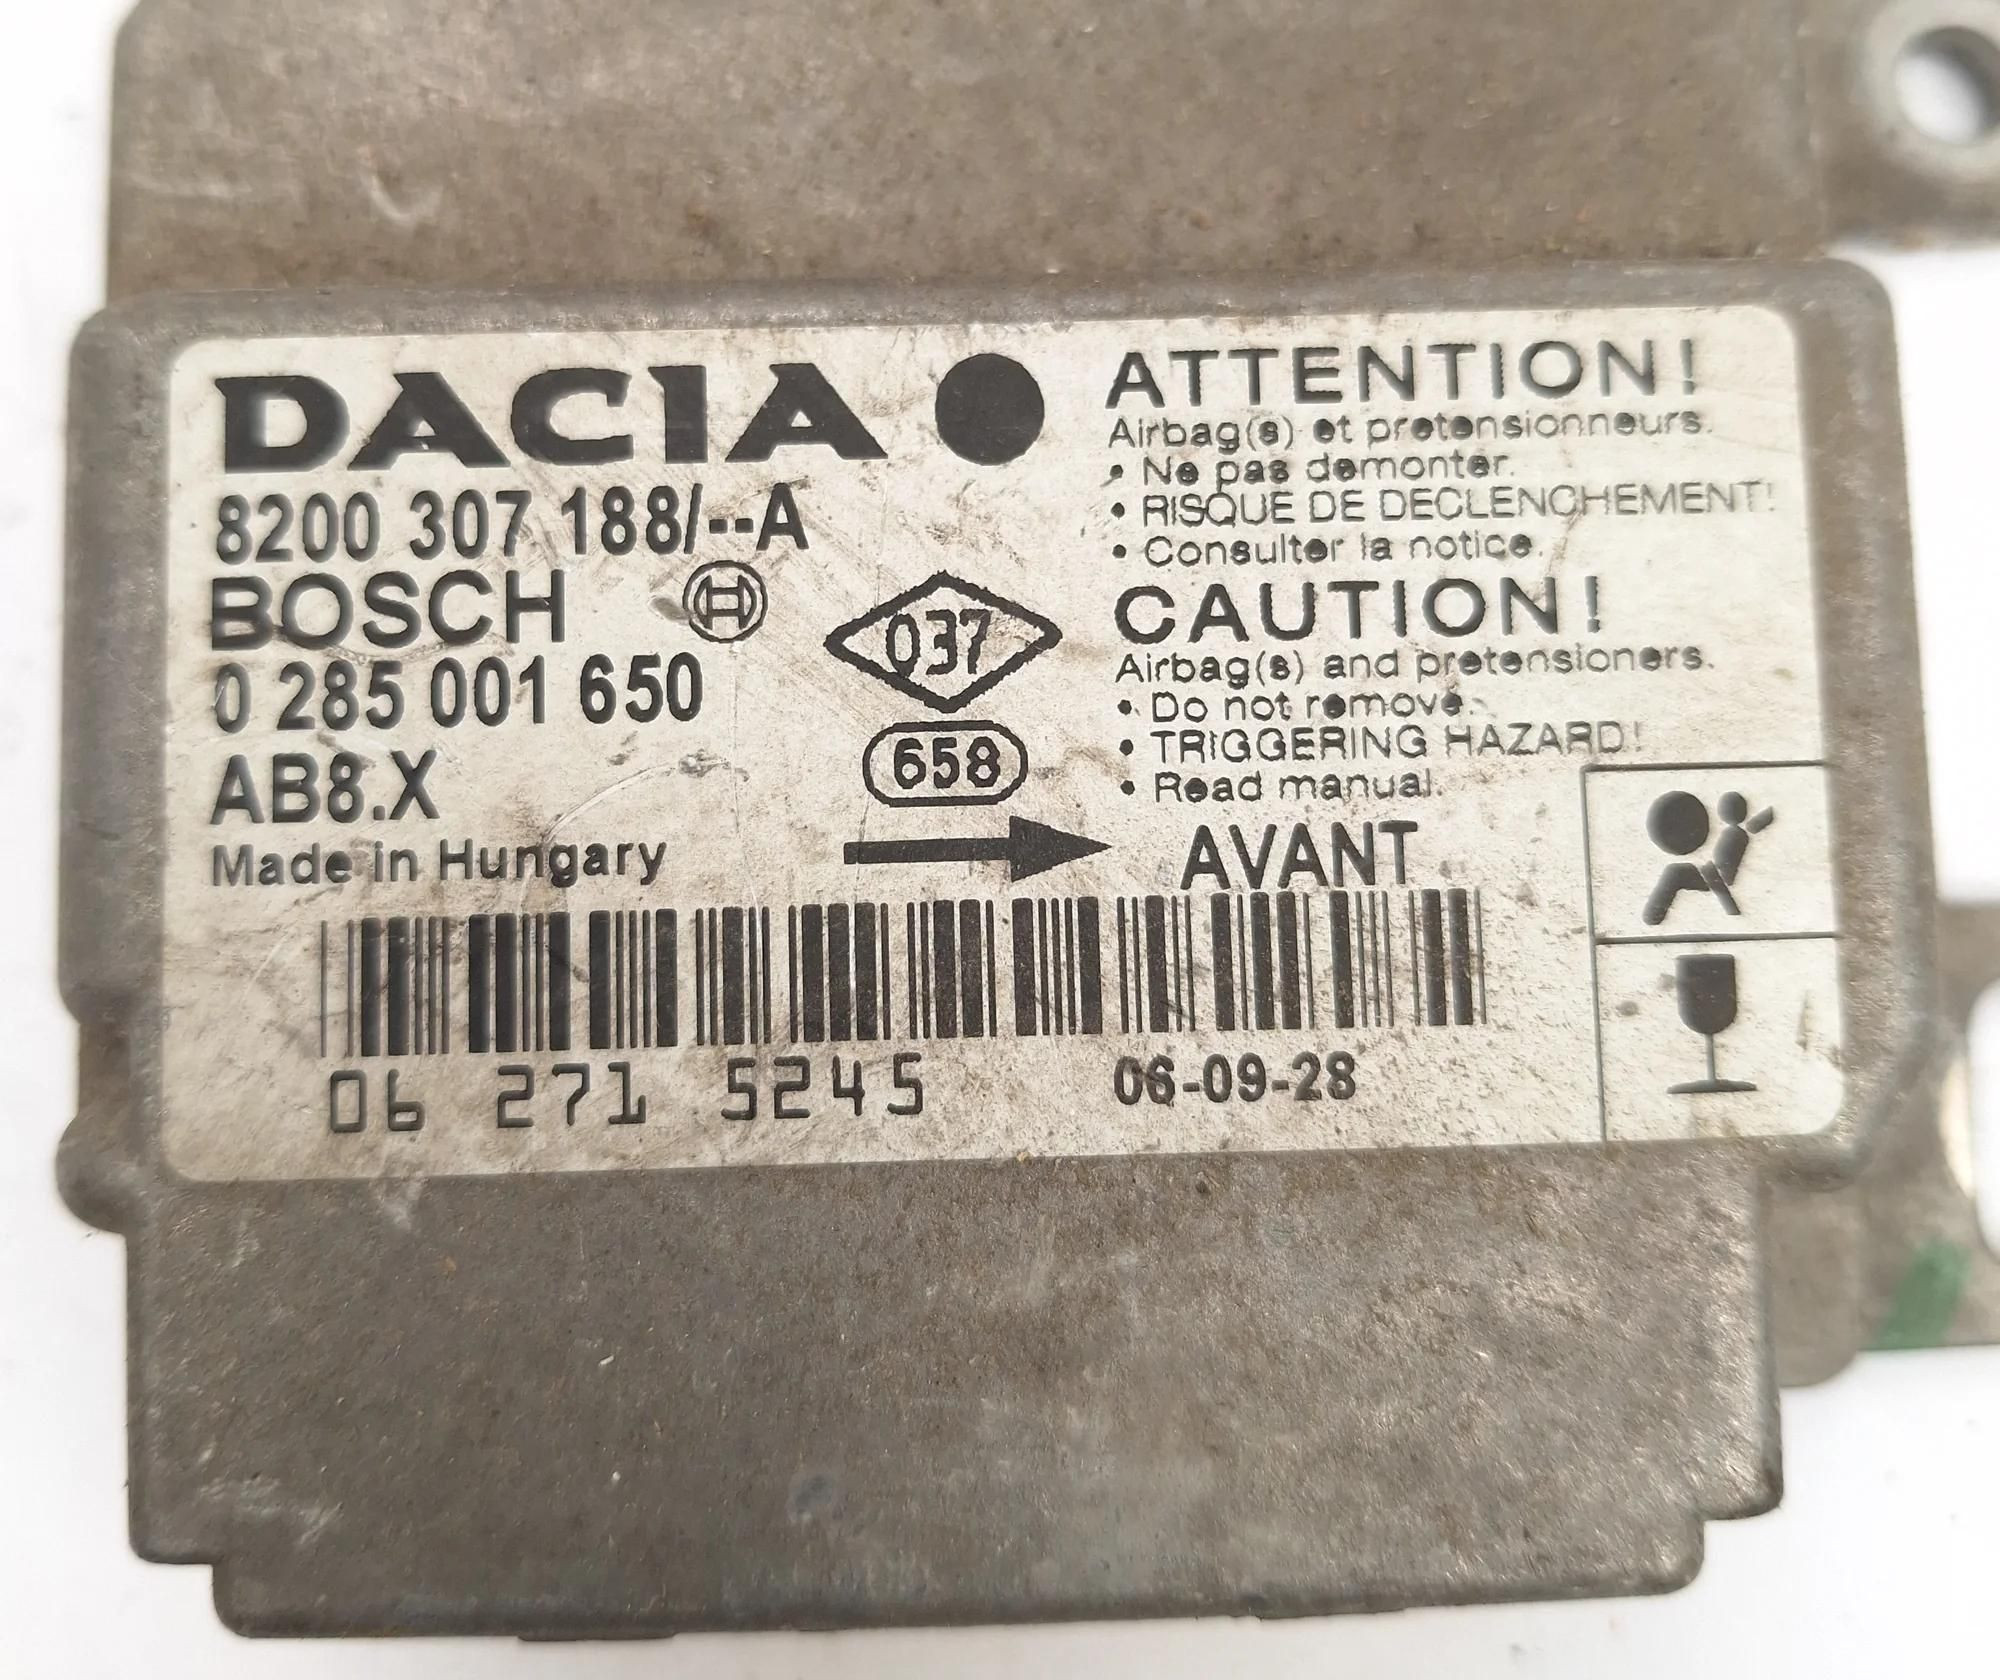 DACIA
8200 307 188/--A
BOSCH
0 285 001 650
AB8.X
Made in Hungary
037
658
ATTENTION!
Airbag(s) et pretensionneurs.
• Ne pas demonter.
• RISQUE DE DECLENCHEMENT!
• Consulter la notice.
CAUTION!
Airbag(s) and pretensioners.
• Do not remove.
• TRIGGERING HAZARD!
• Read manual.
AVANT
06 271 5245
06-09-28